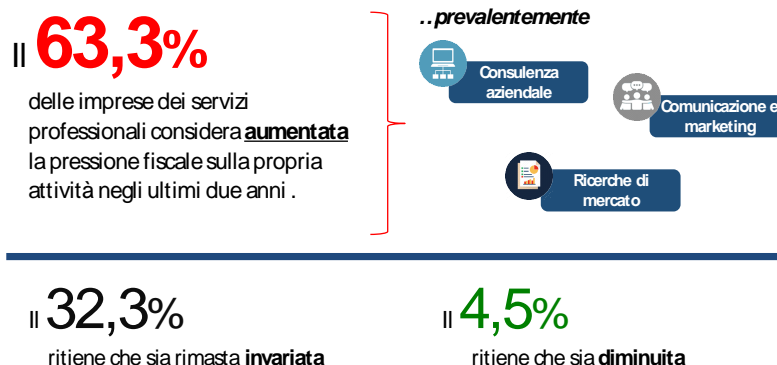 Il 63,3%
delle imprese dei servizi
professionali considera aumentata
la pressione fiscale sulla propria
attività negli ultimi due anni .
..prevalentemente
Consulenza
aziendale
Comunicazione e
marketing
Ricerche di
mercato
Il 32,3%
ritiene che sia rimasta invariata
Il 4,5%
ritiene che sia diminuita